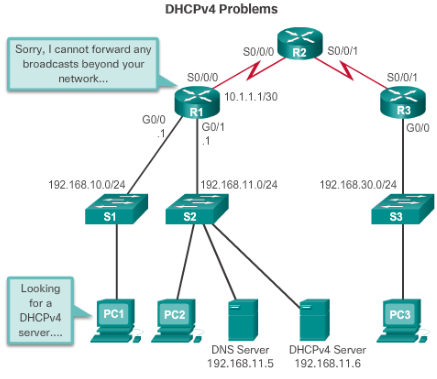 DHCPv4 Problems
Sorry, I cannot forward any
broadcasts beyond your
network...
S0/0/0
S0/0/1
R2
S0/0/0
S0/0/1
R1
10.1.1.1/30
R3
G0/0
.1
G0/1
.1
G0/0
192.168.10.0/24
192.168.11.0/24
192.168.30.0/24
S1
S2
S3
Looking
for a
DHCPv4
server....
PC1
PC2
PC3
DNS Server
192.168.11.5
DHCPv4 Server
192.168.11.6